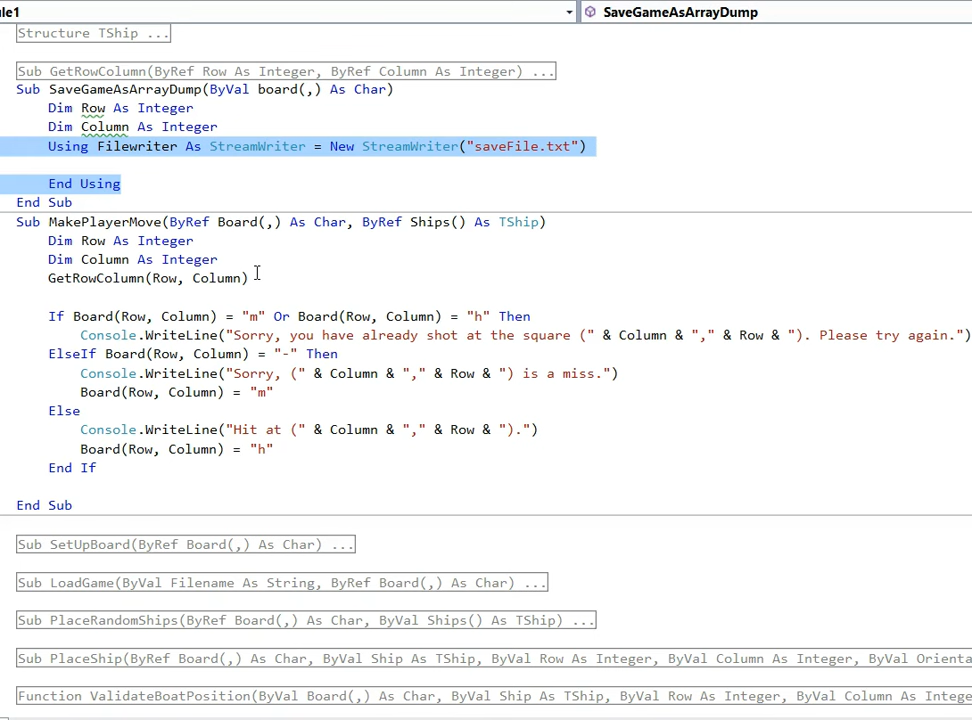 ule1 SaveGameAsArrayDump
Structure TShip ...
Sub GetRowColumn(ByRef Row As Integer, ByRef Column As Integer) ...
Sub SaveGameAsArrayDump(ByVal board(,) As Char)
Dim Row As Integer
Dim Column As Integer
Using Filewriter As StreamWriter = New StreamWriter("saveFile.txt")
End Using
End Sub
Sub MakePlayerMove(ByRef Board(,) As Char, ByRef Ships() As TShip)
Dim Row As Integer
Dim Column As Integer
GetRowColumn(Row, Column)
If Board(Row, Column) = "m" Or Board(Row, Column) = "h" Then
Console.WriteLine("Sorry, you have already shot at the square (" & Column & "," & Row & "). Please try again.")
ElseIf Board(Row, Column) = "-" Then
Console.WriteLine("Sorry, (" & Column & "," & Row & ") is a miss.")
Board(Row, Column) = "m"
Else
Console.WriteLine("Hit at (" & Column & "," & Row & ").")
Board(Row, Column) = "h"
End If
End Sub
Sub SetUpBoard(ByRef Board(,) As Char) ...
Sub LoadGame(ByVal Filename As String, ByRef Board(,) As Char) ...
Sub PlaceRandomShips(ByRef Board(,) As Char, ByVal Ships() As TShip) ...
Sub PlaceShip(ByRef Board(,) As Char, ByVal Ship As TShip, ByVal Row As Integer, ByVal Column As Integer, ByVal Orienta
Function ValidateBoatPosition(ByVal Board(,) As Char, ByVal Ship As TShip, ByVal Row As Integer, ByVal Column As Intege